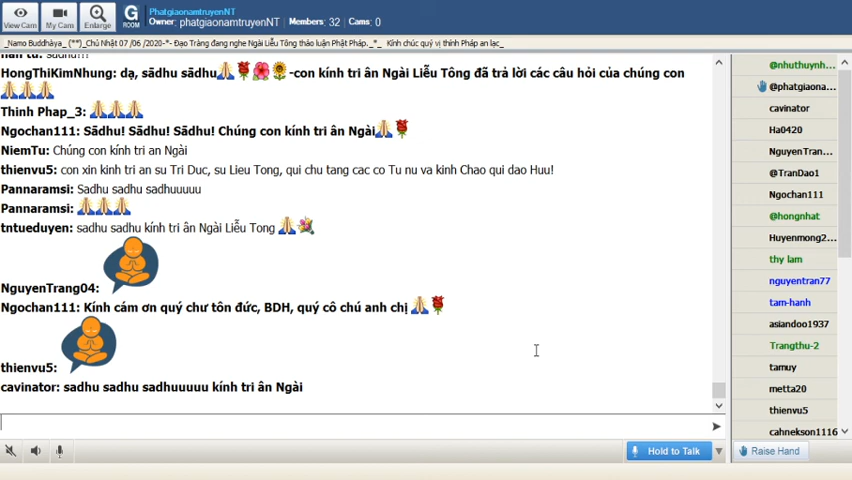 View Cam
My Cam
Enlarge
G
ROOM
PhatgiaonamtruyenNT
Owner: phatgiaonamtruyenNT Members: 32 Cams: 0
_Namo Buddhàya_ (**)_Chủ Nhật 07 /06 /2020-*- Đạo Tràng đang nghe Ngài Liễu Tông thảo luận Phật Pháp._*_ Kính chúc quý vị thính Pháp an lạc_
HongThiKimNhung: dạ, sādhu sādhu -con kính tri ân Ngài Liễu Tông đã trả lời các câu hỏi của chúng con
Thinh Phap_3:
Ngochan111: Sādhu! Sādhu! Sādhu! Chúng con kính tri ân Ngài
NiemTu: Chúng con kính tri an Ngài
thienvu5: con xin kinh tri an su Tri Duc, su Lieu Tong, qui chu tang cac co Tu nu va kinh Chao qui dao Huu!
Pannaramsi: Sadhu sadhu sadhuuuuu
Pannaramsi:
tntueduyen: sadhu sadhu kính tri ân Ngài Liễu Tong
NguyenTrang04:
Ngochan111: Kính cám ơn quý chư tôn đức, BDH, quý cô chú anh chị
thienvu5:
cavinator: sadhu sadhu sadhuuuuu kính tri ân Ngài
@nhuthuynh...
@phatgiaona...
cavinator
Ha0420
NguyenTran...
@TranDao1
Ngochan111
@hongnhat
Huyenmong2...
thy lam
nguyentran77
tam-hanh
asiandoo1937
Trangthu-2
tamuy
metta20
thienvu5
cahnekson1116
Hold to Talk
Raise Hand